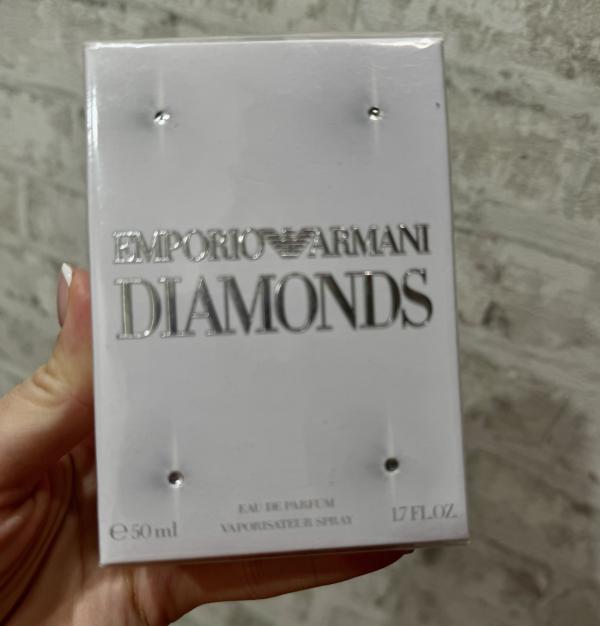 EMPORIO ARMANI
DIAMONDS
EAU DE PARFUM
℮ 50 ml VAPORISATEUR SPRAY 1.7 FL.OZ.